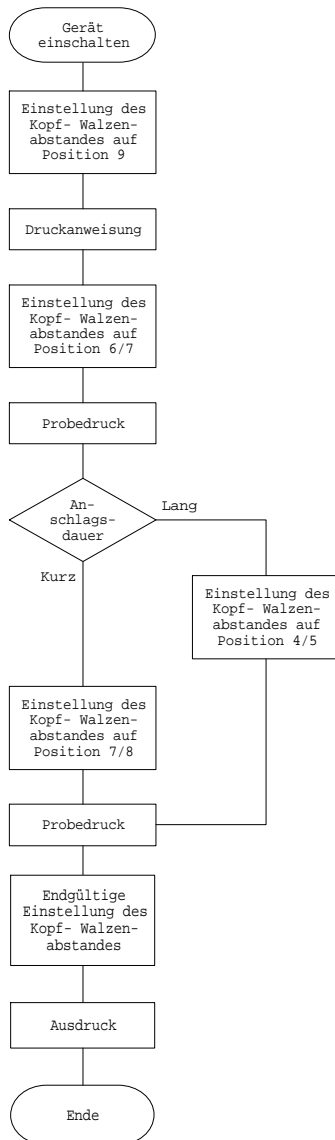 Gerät
einschalten
Einstellung des
Kopf- Walzen-
abstandes auf
Position 9
Druckanweisung
Einstellung des
Kopf- Walzen-
abstandes auf
Position 6/7
Probedruck
An-
schlags-
dauer
Lang
Kurz
Einstellung des
Kopf- Walzen-
abstandes auf
Position 4/5
Einstellung des
Kopf- Walzen-
abstandes auf
Position 7/8
Probedruck
Endgültige
Einstellung des
Kopf- Walzen-
abstandes
Ausdruck
Ende